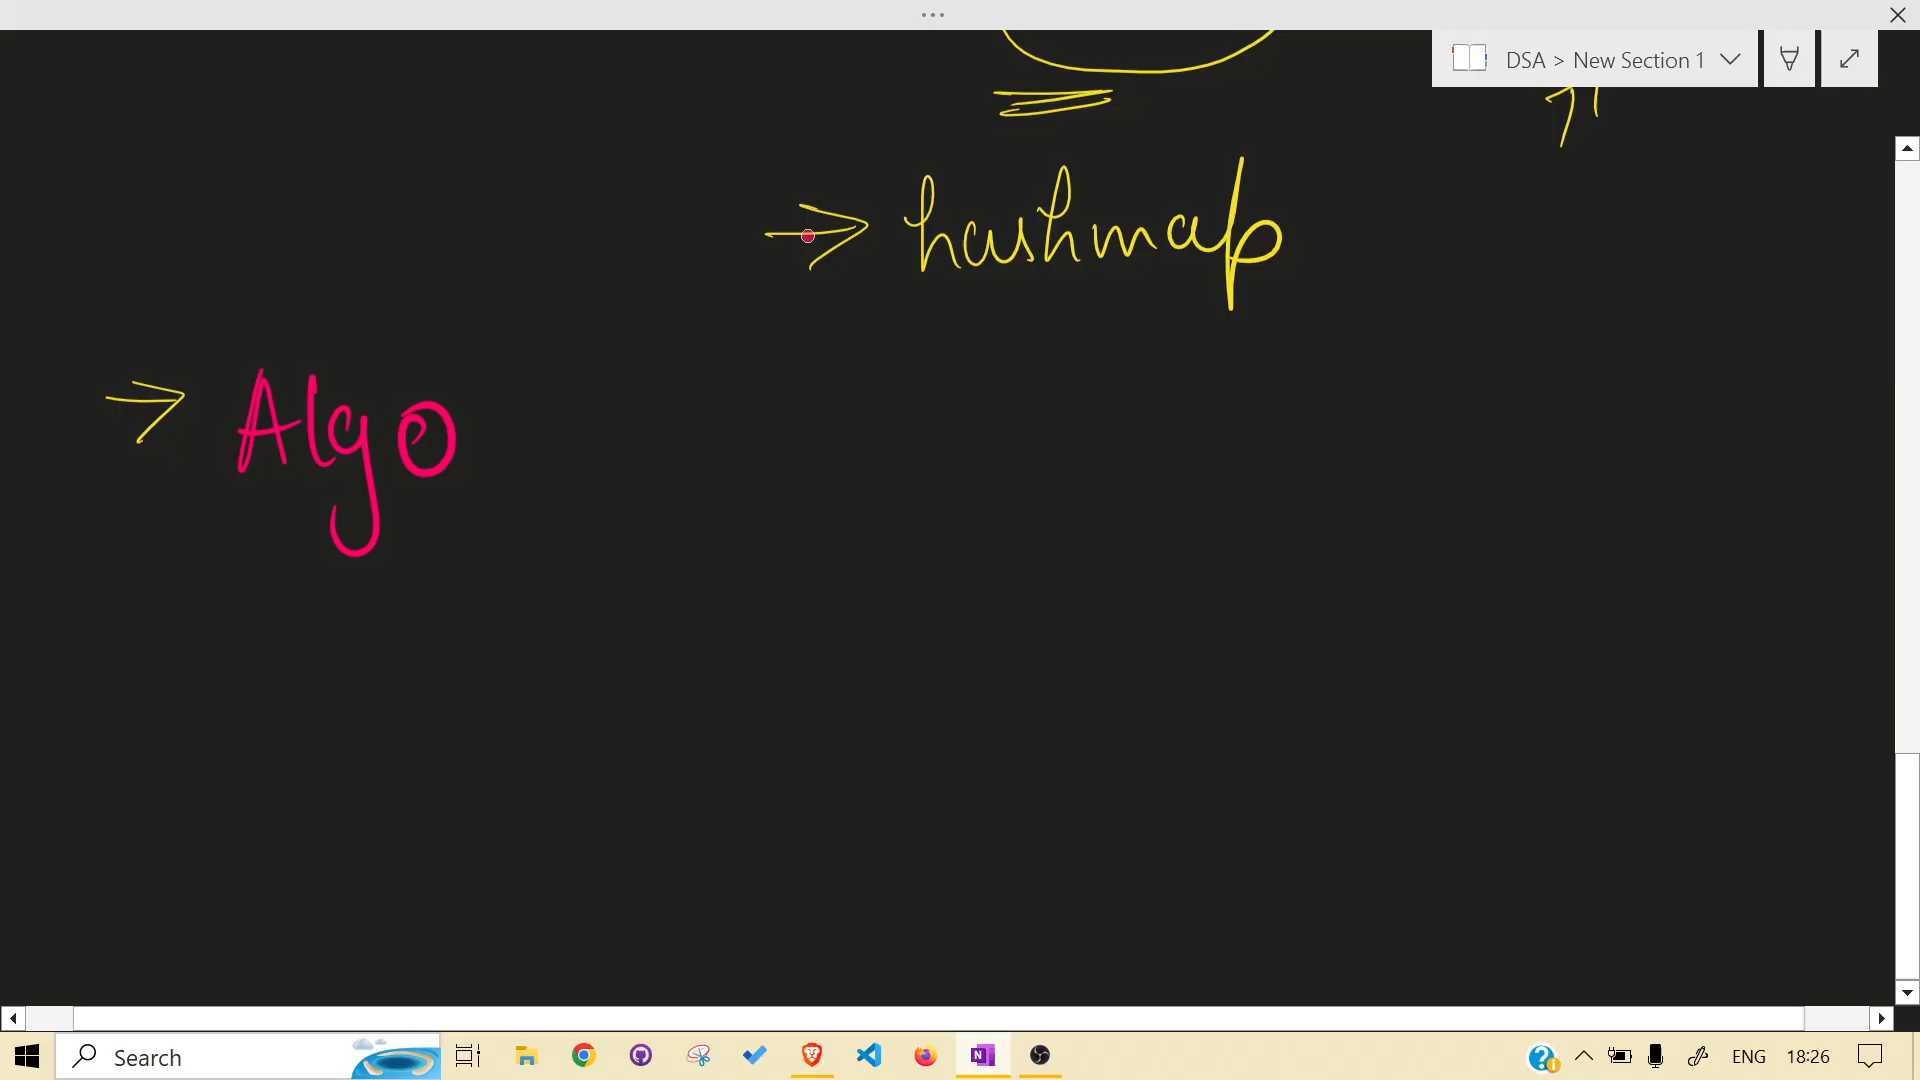 DSA > New Section 1
→ hashmap
→ Algo
Search
ENG 18:26